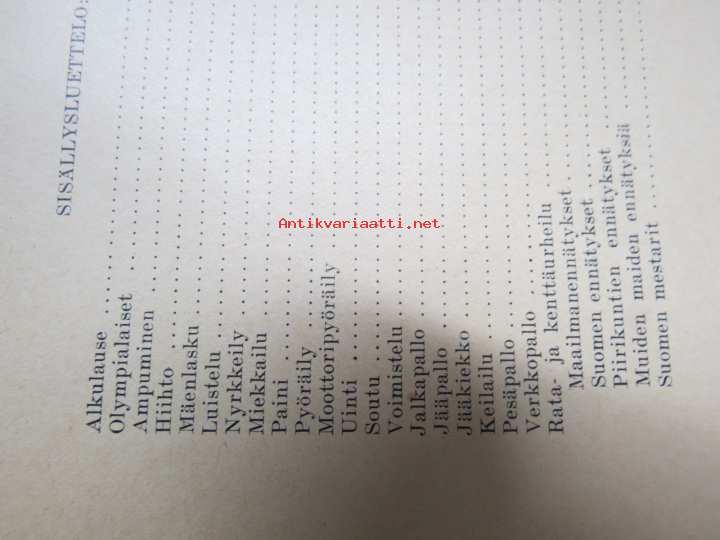 SISÄLLYSLUETTELO:
Alkulause
Olympialaiset
Ampuminen
Hiihto
Mäenlasku
Luistelu
Nyrkkeily
Miekkailu
Paini
Pyöräily
Moottoripyöräily
Uinti
Soutu
Voimistelu
Jalkapallo
Jääpallo
Jääkiekko
Keilailu
Pesäpallo
Verkkopallo
Rata- ja kenttäurheilu
Maailmanennätykset
Suomen ennätykset
Piirikuntien ennätykset
Muiden maiden ennätyksiä
Suomen mestarit
Antikvariaatti.net